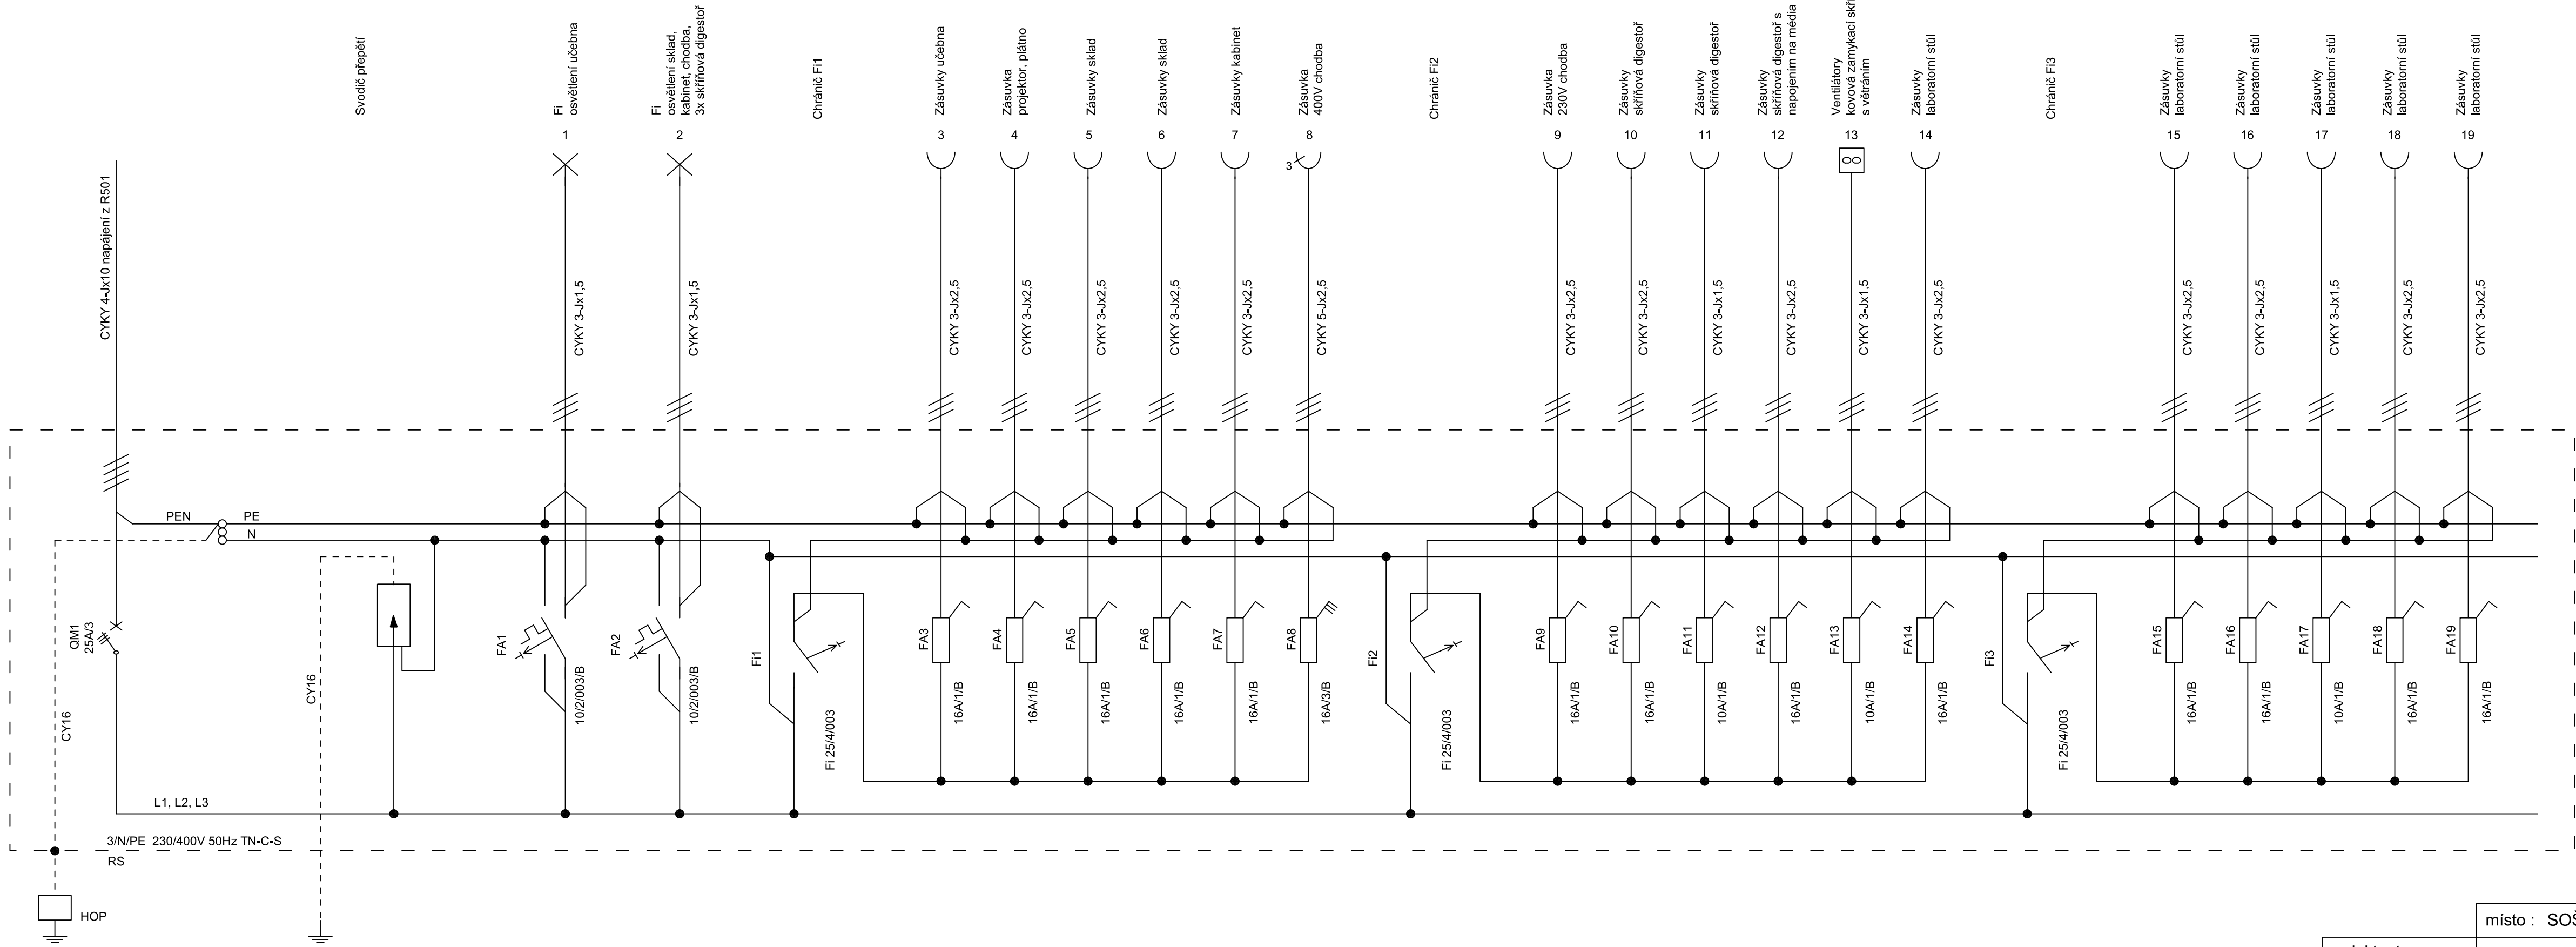 Svodič přepětí
Fi
osvětlení učebna
1
Fi
osvětlení sklad,
kabinet, chodba,
3x skříňová digestoř
2
Chránič Fi1
Zásuvky učebna
3
Zásuvka
projektor, plátno
4
Zásuvky sklad
5
Zásuvky sklad
6
Zásuvky kabinet
7
Zásuvka
400V chodba
8
3
Chránič Fi2
Zásuvka
230V chodba
9
Zásuvky
skříňová digestoř
10
Zásuvky
skříňová digestoř
11
Zásuvky
skříňová digestoř s
napojením na média
12
Ventilátory
kovová zamykací
s větráním
13
Zásuvky
laboratorní stůl
14
Chránič Fi3
Zásuvky
laboratorní stůl
15
Zásuvky
laboratorní stůl
16
Zásuvky
laboratorní stůl
17
Zásuvky
laboratorní stůl
18
Zásuvky
laboratorní stůl
19
CYKY 4-Jx10 napájení z R501
CYKY 3-Jx1,5
CYKY 3-Jx1,5
CYKY 3-Jx2,5
CYKY 3-Jx2,5
CYKY 3-Jx2,5
CYKY 3-Jx2,5
CYKY 3-Jx2,5
CYKY 5-Jx2,5
CYKY 3-Jx2,5
CYKY 3-Jx2,5
CYKY 3-Jx1,5
CYKY 3-Jx2,5
CYKY 3-Jx1,5
CYKY 3-Jx2,5
CYKY 3-Jx2,5
CYKY 3-Jx2,5
CYKY 3-Jx1,5
CYKY 3-Jx2,5
CYKY 3-Jx2,5
PEN
PE
N
QM1
25A/3
CY16
CY16
FA1
10/2/003/B
FA2
10/2/003/B
Fi1
Fi 25/4/003
FA3
16A/1/B
FA4
16A/1/B
FA5
16A/1/B
FA6
16A/1/B
FA7
16A/1/B
FA8
16A/3/B
Fi2
Fi 25/4/003
FA9
16A/1/B
FA10
16A/1/B
FA11
10A/1/B
FA12
16A/1/B
FA13
10A/1/B
FA14
16A/1/B
Fi3
Fi 25/4/003
FA15
16A/1/B
FA16
16A/1/B
FA17
10A/1/B
FA18
16A/1/B
FA19
16A/1/B
L1, L2, L3
3/N/PE 230/400V 50Hz TN-C-S
RS
HOP
místo :